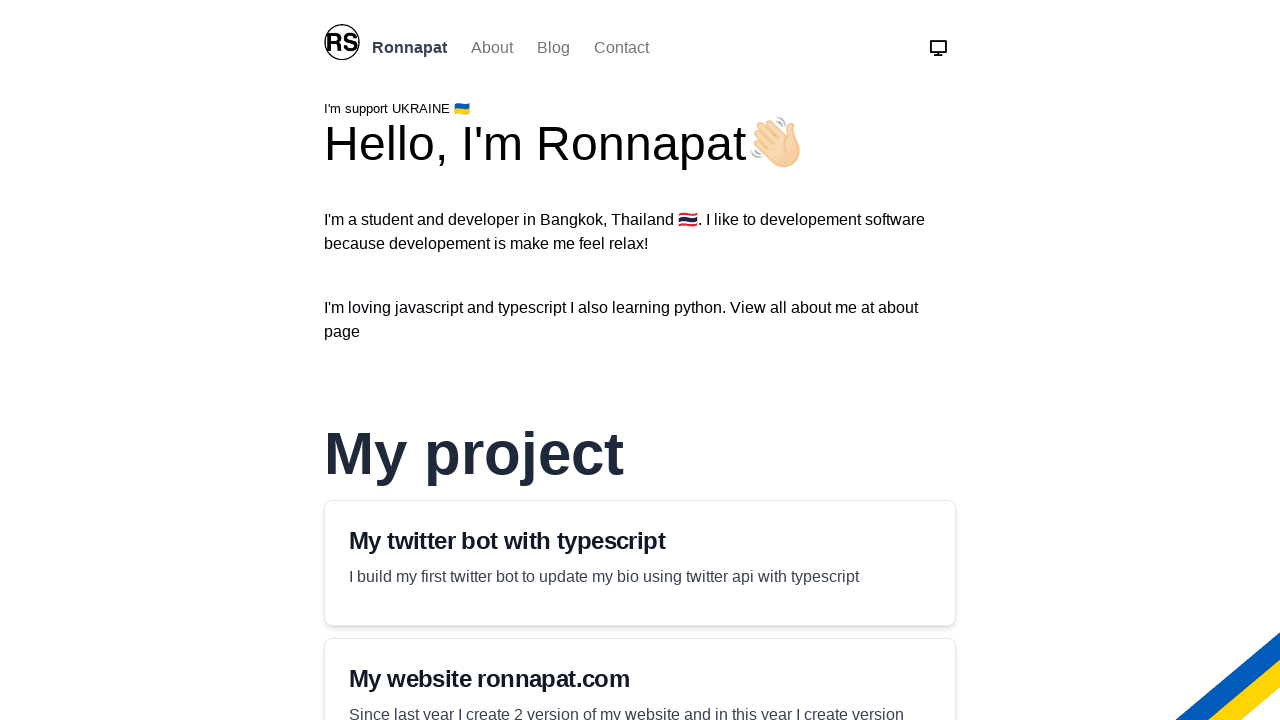 RS
Ronnapat About Blog Contact
I'm support UKRAINE 🇺🇦
Hello, I'm Ronnapat👋🏻
I'm a student and developer in Bangkok, Thailand 🇹🇭. I like to developement software
because developement is make me feel relax!
I'm loving javascript and typescript I also learning python. View all about me at about
page
My project
My twitter bot with typescript
I build my first twitter bot to update my bio using twitter api with typescript
My website ronnapat.com
Since last year I create 2 version of my website and in this year I create version